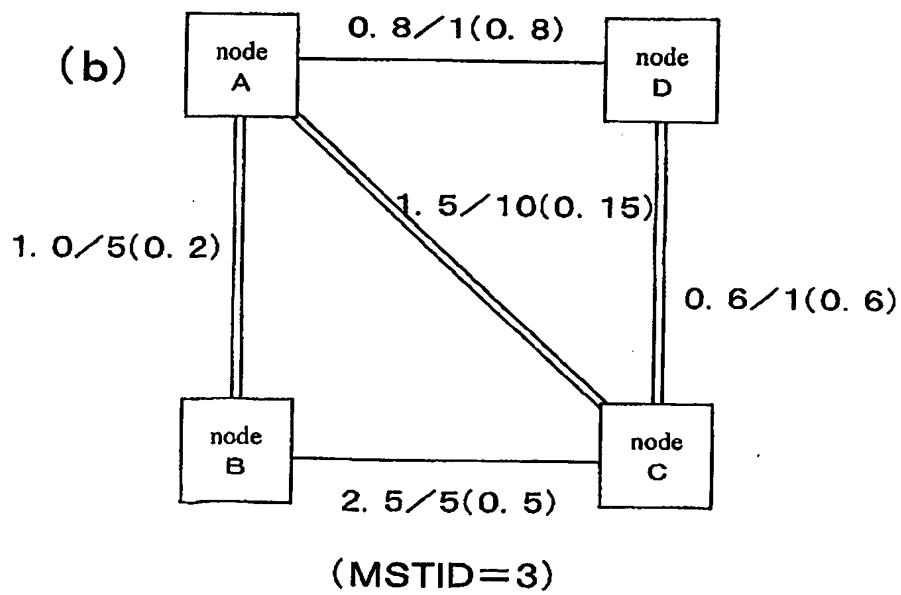 (b)
node
A
0. 8/1(0. 8)
node
D
1. 0/5(0. 2)
1. 5/10(0. 15)
0. 6/1(0. 6)
node
B
2. 5/5(0. 5)
node
C
(MSTID=3)